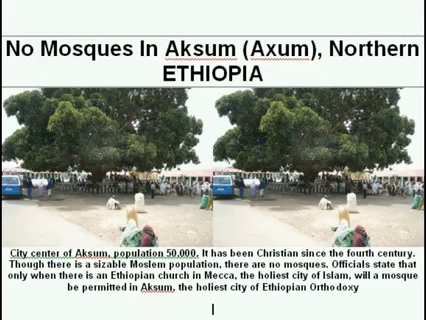 No Mosques In Aksum (Axum), Northern
ETHIOPIA
City center of Aksum, population 50,000. It has been Christian since the fourth century.
Though there is a sizable Moslem population, there are no mosques. Officials state that
only when there is an Ethiopian church in Mecca, the holiest city of Islam, will a mosque
be permitted in Aksum, the holiest city of Ethiopian Orthodoxy